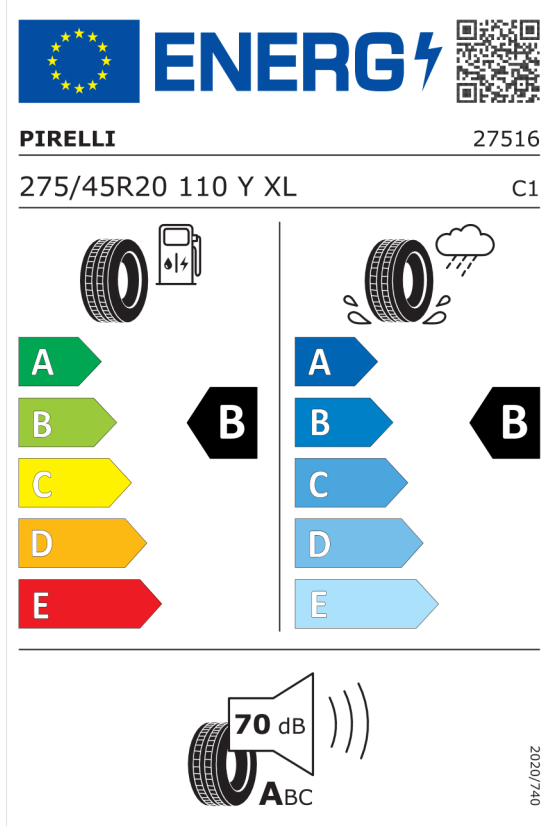 ENERG
PIRELLI 27516
275/45R20 110 Y XL C1
A A
B B B B
C C
D D
E E
70 dB
ABC
2020/740